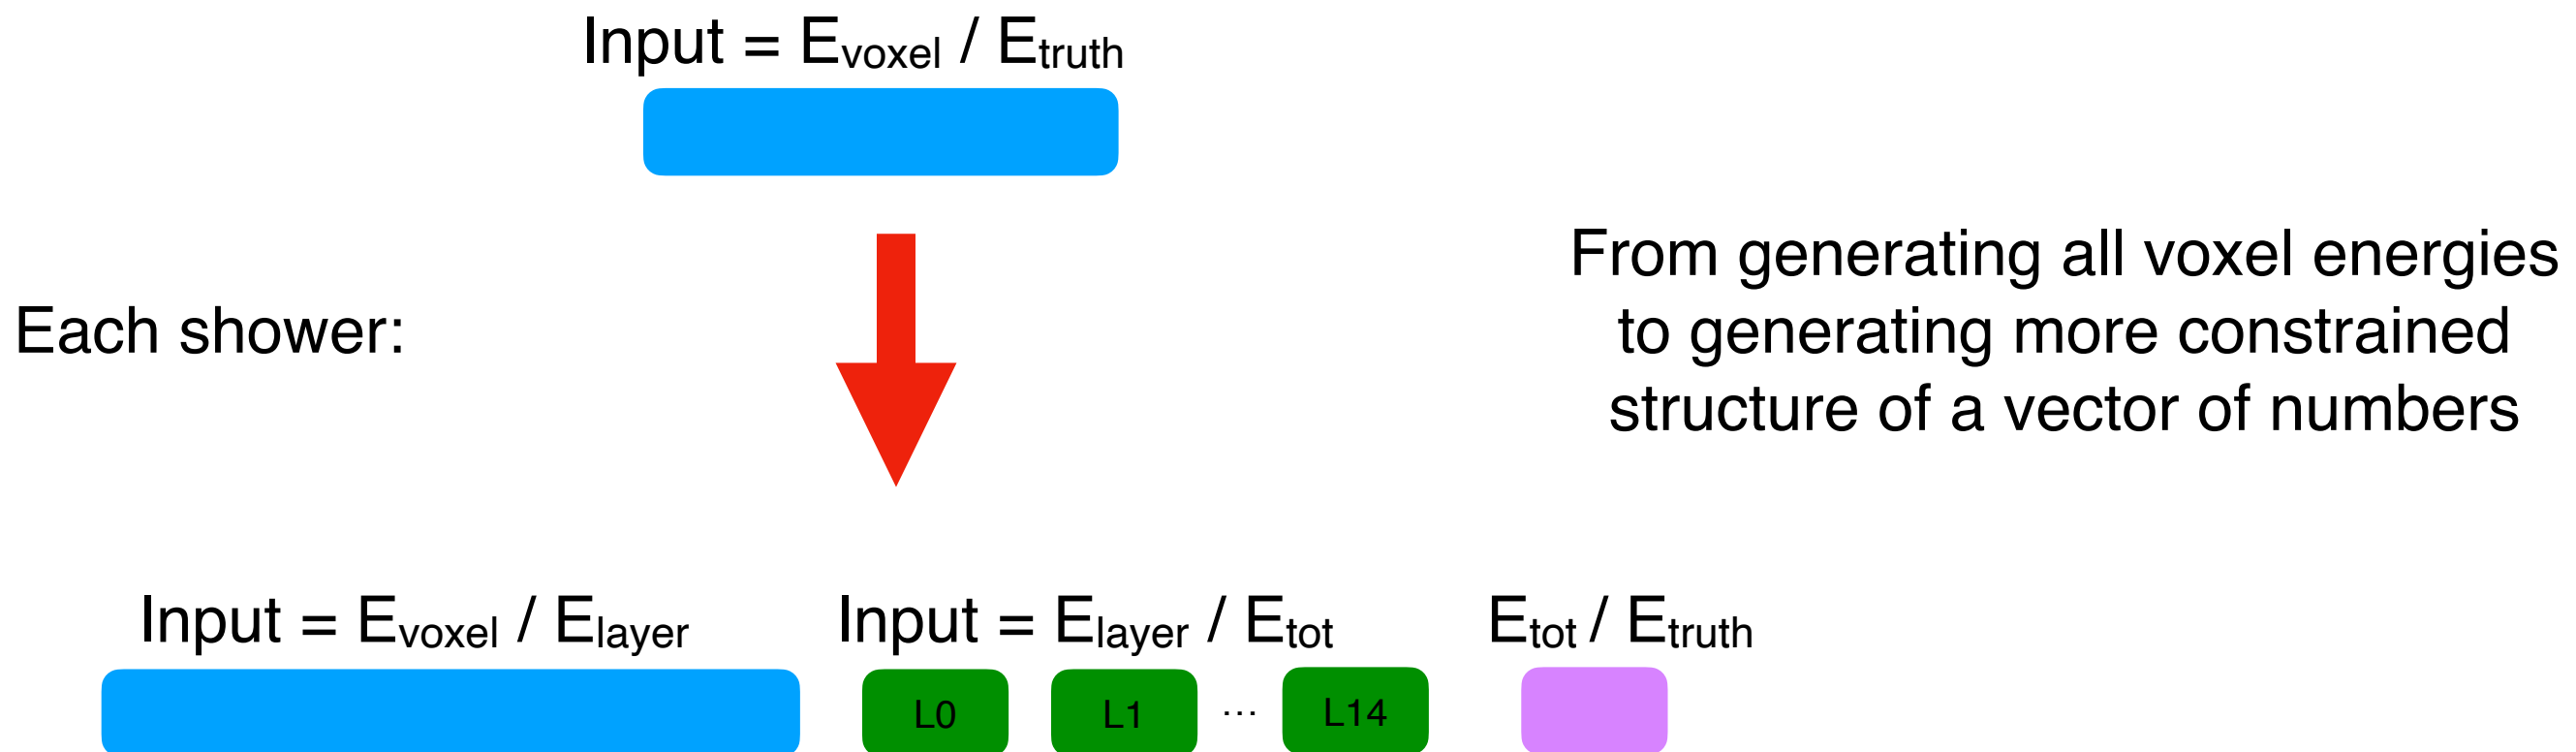 Input = Evoxel / Etruth
Each shower:
From generating all voxel energies
to generating more constrained
structure of a vector of numbers
Input = Evoxel / Elayer
Input = Elayer / Etot
Etot / Etruth
L0
L1
...
L14